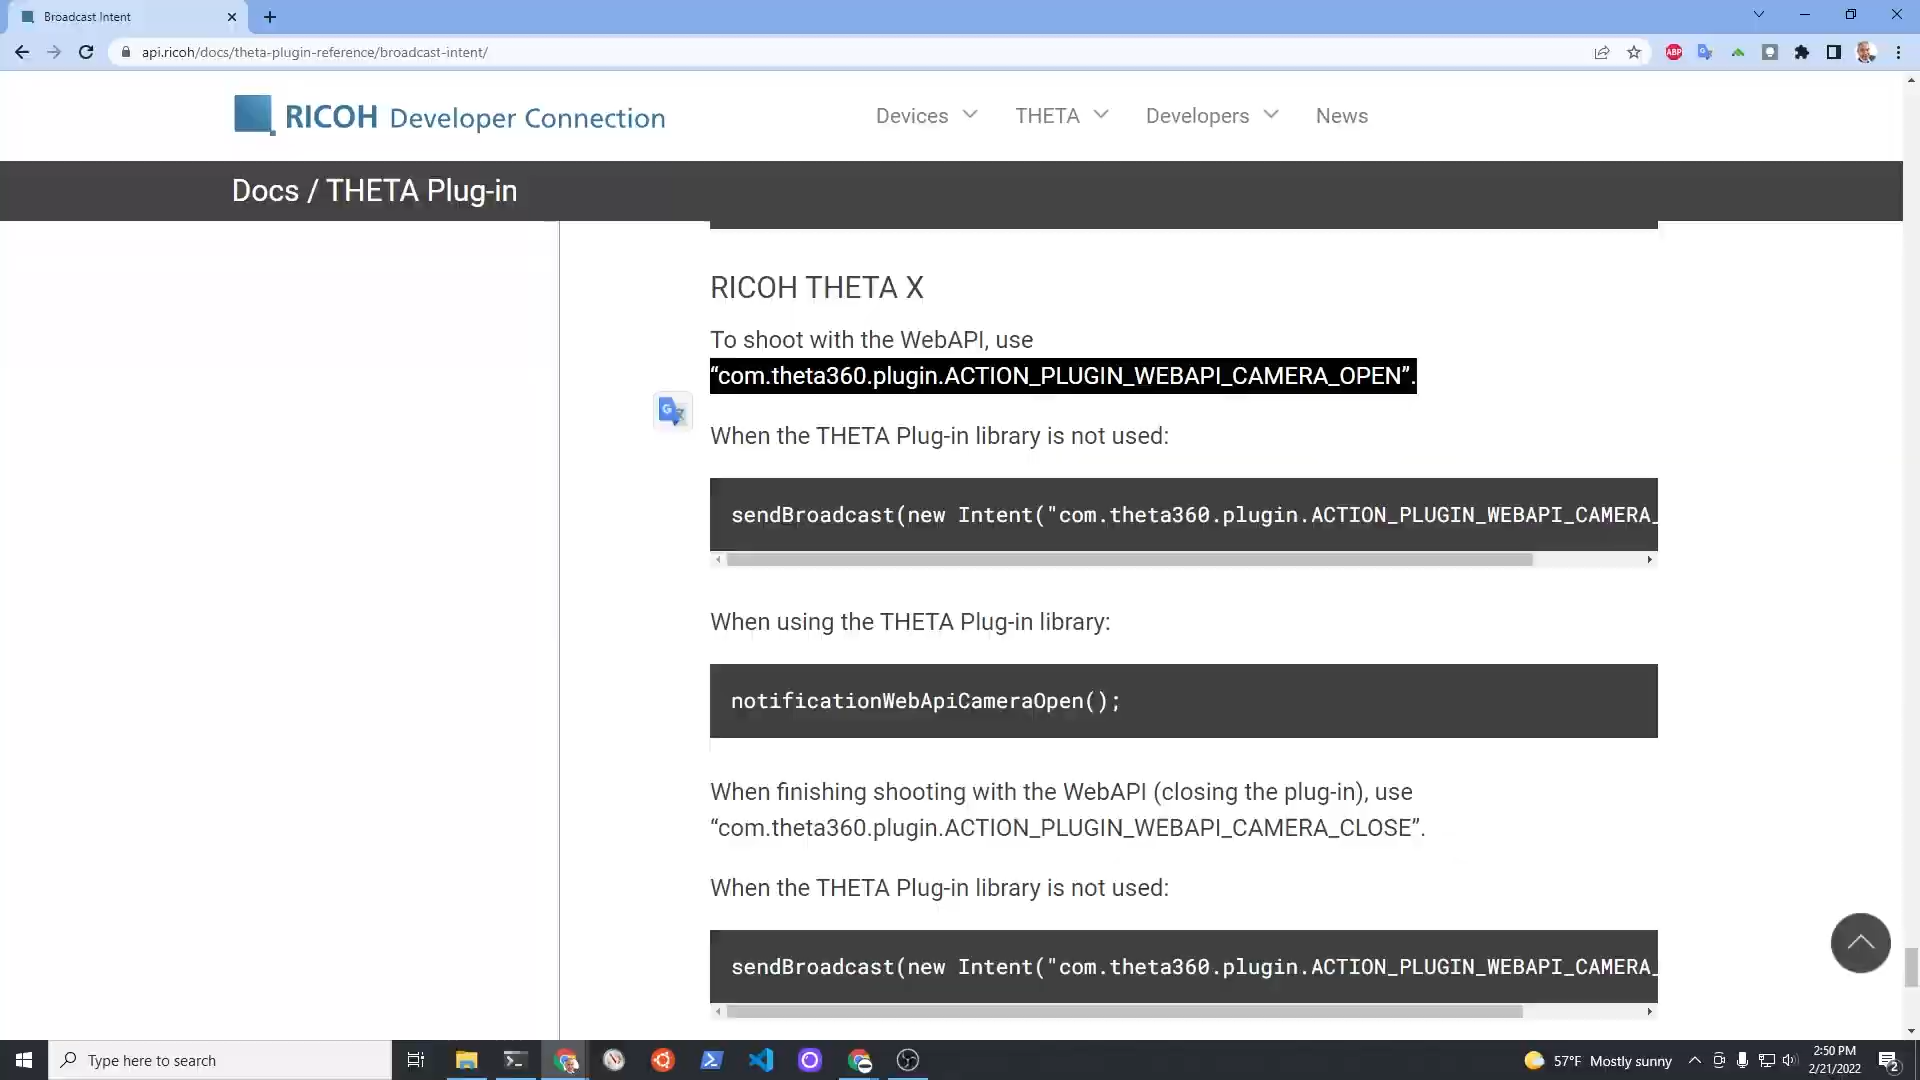 Broadcast Intent
api.ricoh/docs/theta-plugin-reference/broadcast-intent/
ABP
RICOH Developer Connection
Devices
THETA
Developers
News
Docs / THETA Plug-in
RICOH THETA X
To shoot with the WebAPI, use
“com.theta360.plugin.ACTION_PLUGIN_WEBAPI_CAMERA_OPEN”.
When the THETA Plug-in library is not used:
sendBroadcast(new Intent("com.theta360.plugin.ACTION_PLUGIN_WEBAPI_CAMERA_
When using the THETA Plug-in library:
notificationWebApiCameraOpen();
When finishing shooting with the WebAPI (closing the plug-in), use
“com.theta360.plugin.ACTION_PLUGIN_WEBAPI_CAMERA_CLOSE”.
When the THETA Plug-in library is not used:
sendBroadcast(new Intent("com.theta360.plugin.ACTION_PLUGIN_WEBAPI_CAMERA_
Type here to search
57°F Mostly sunny
2:50 PM
2/21/2022
2